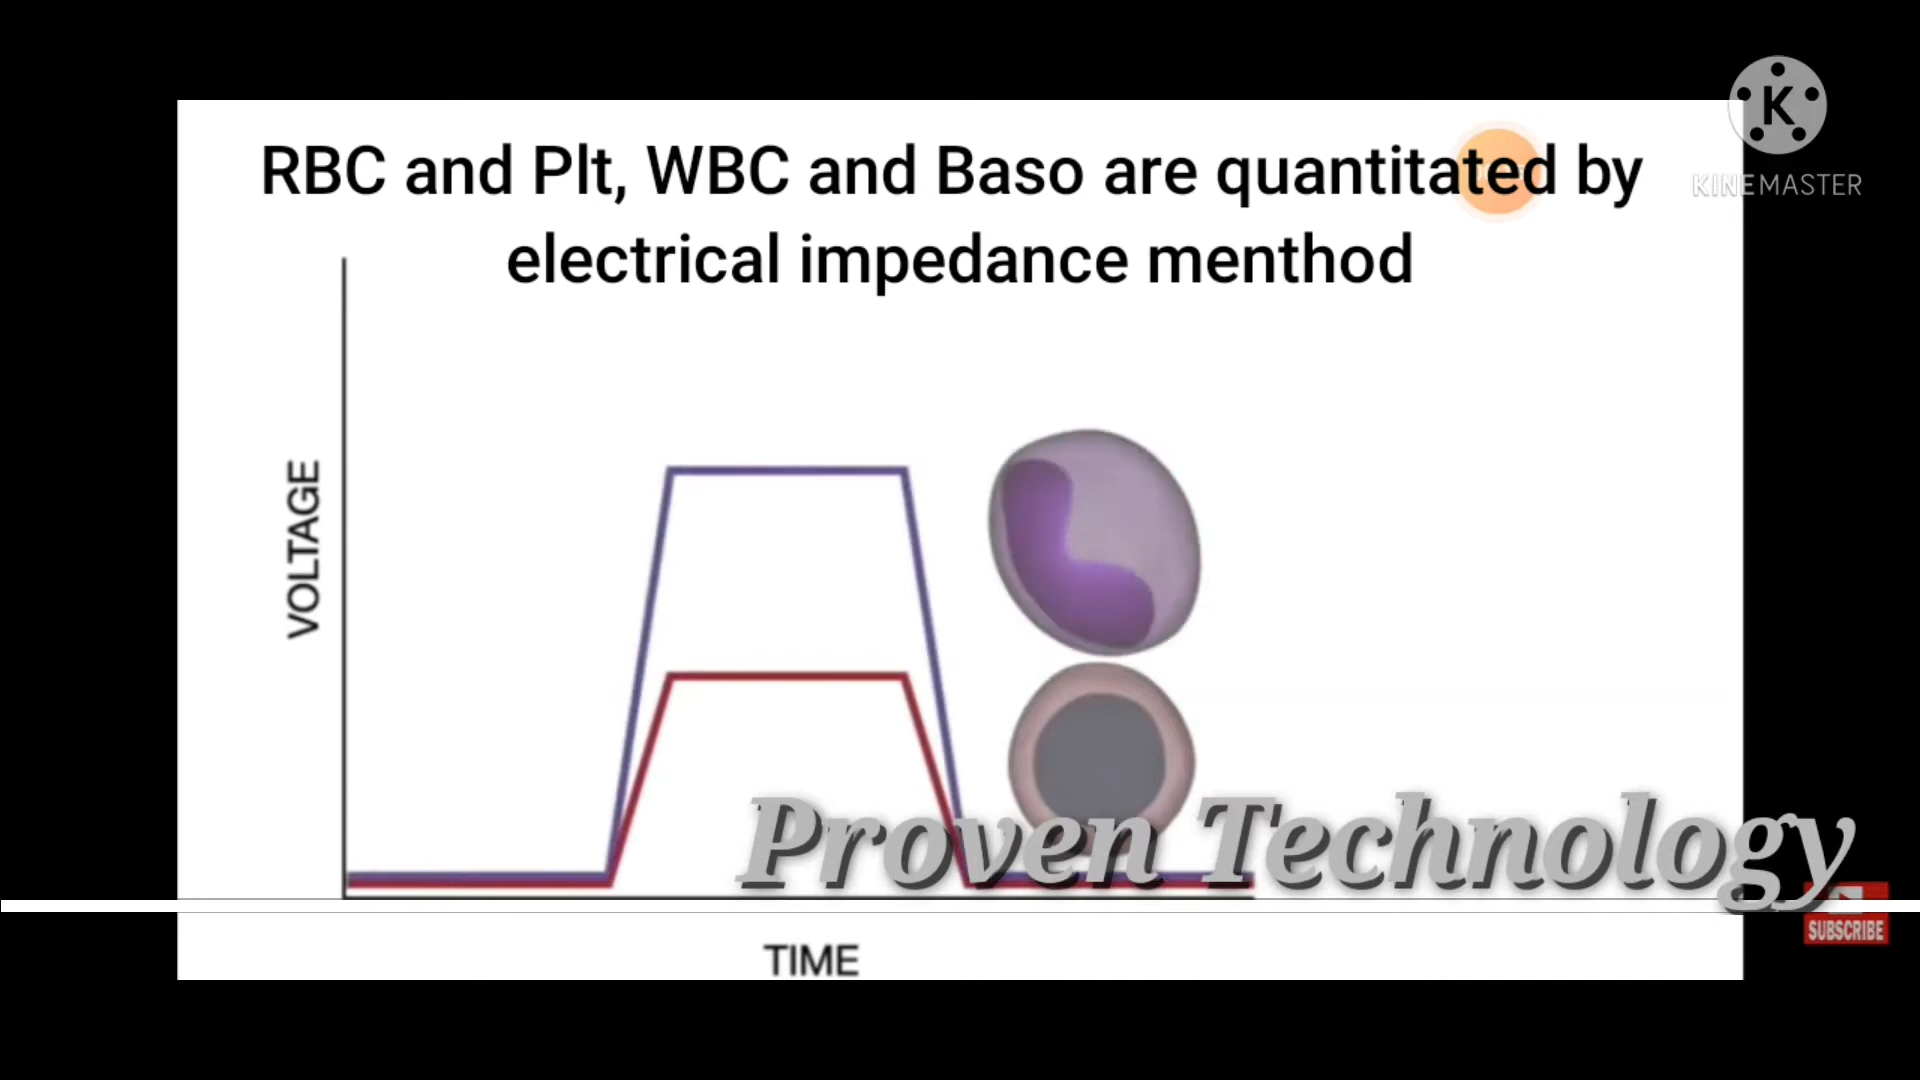 RBC and Plt, WBC and Baso are quantitated by
electrical impedance menthod
K
KINEMASTER
VOLTAGE
Proven Technology
SUBSCRIBE
TIME